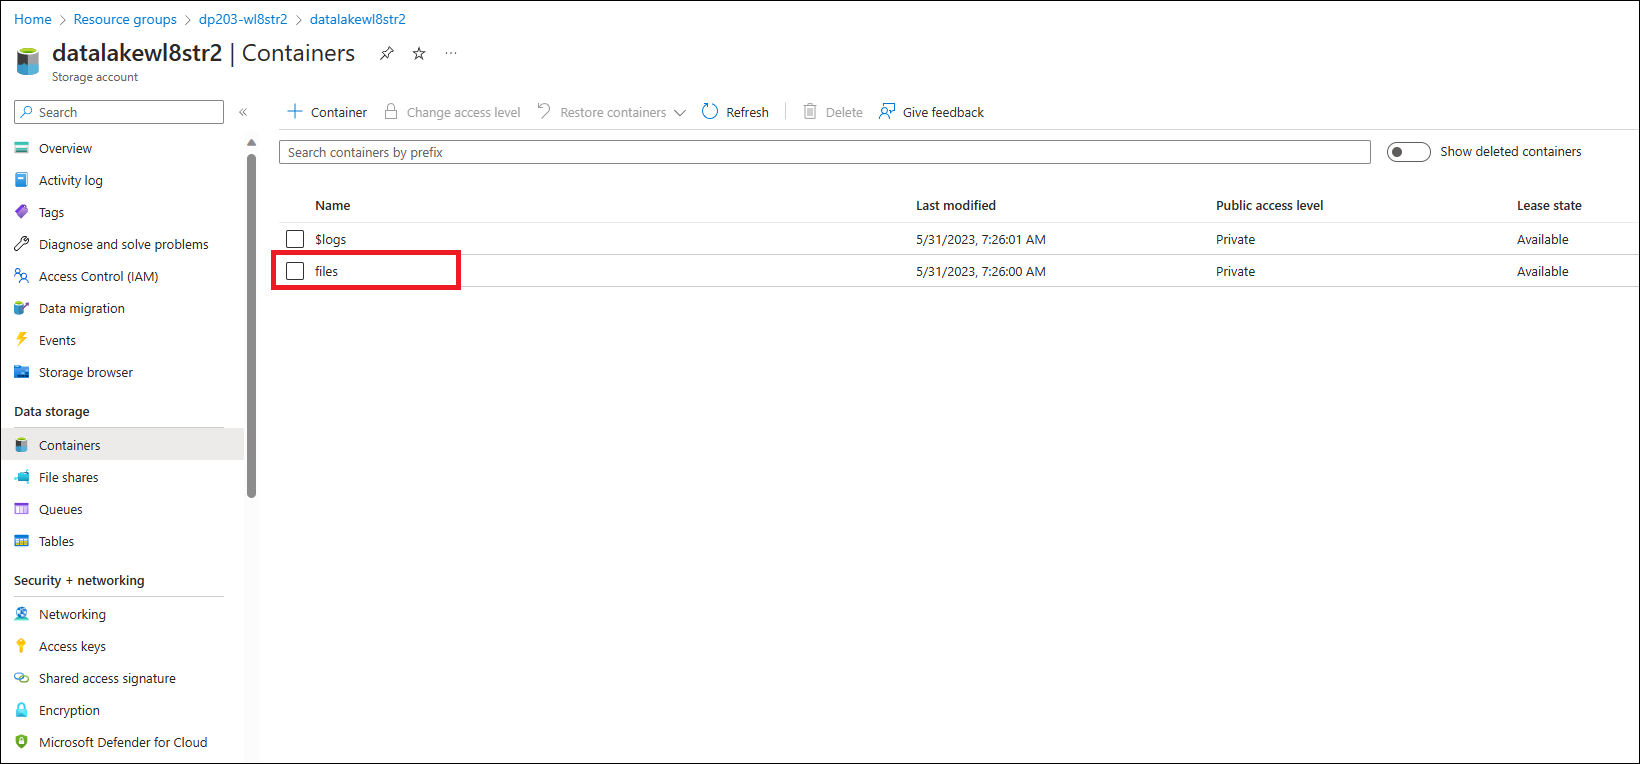 Home > Resource groups > dp203-wl8str2 > datalakewl8str2
datalakewl8str2 | Containers
Storage account
Search
Container
Change access level
Restore containers
Refresh
Delete
Give feedback
Search containers by prefix
Show deleted containers
Overview
Activity log
Tags
Diagnose and solve problems
Access Control (IAM)
Data migration
Events
Storage browser
Data storage
Containers
File shares
Queues
Tables
Security + networking
Networking
Access keys
Shared access signature
Encryption
Microsoft Defender for Cloud
Name Last modified Public access level Lease state
$logs 5/31/2023, 7:26:01 AM Private Available
files 5/31/2023, 7:26:00 AM Private Available